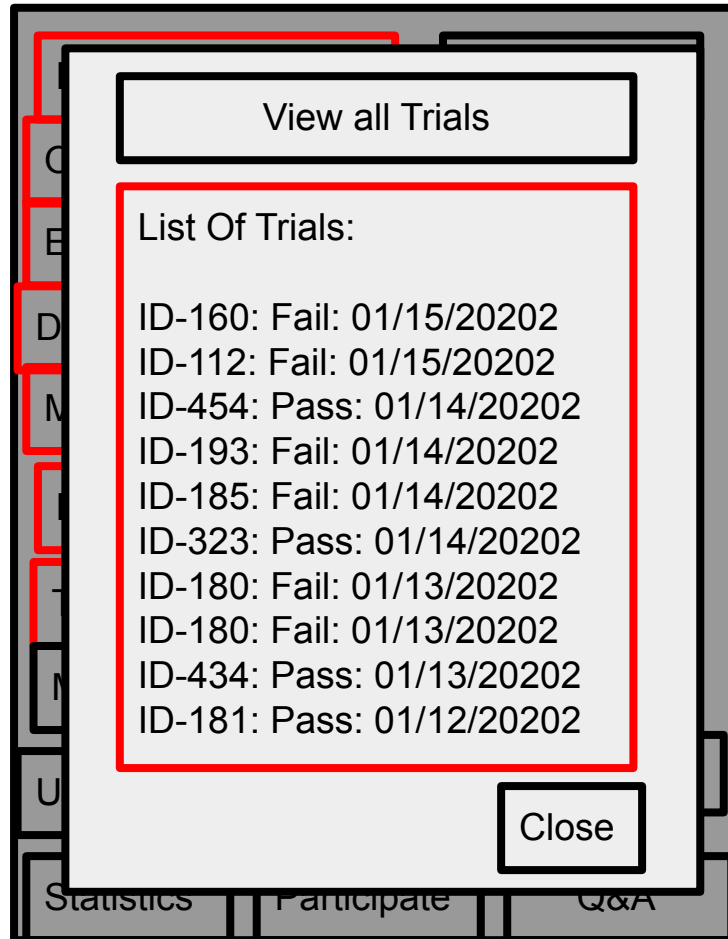 View all Trials
List Of Trials:
ID-160: Fail: 01/15/20202
ID-112: Fail: 01/15/20202
ID-454: Pass: 01/14/20202
ID-193: Fail: 01/14/20202
ID-185: Fail: 01/14/20202
ID-323: Pass: 01/14/20202
ID-180: Fail: 01/13/20202
ID-180: Fail: 01/13/20202
ID-434: Pass: 01/13/20202
ID-181: Pass: 01/12/20202
Close
Statistics Participate Q&A